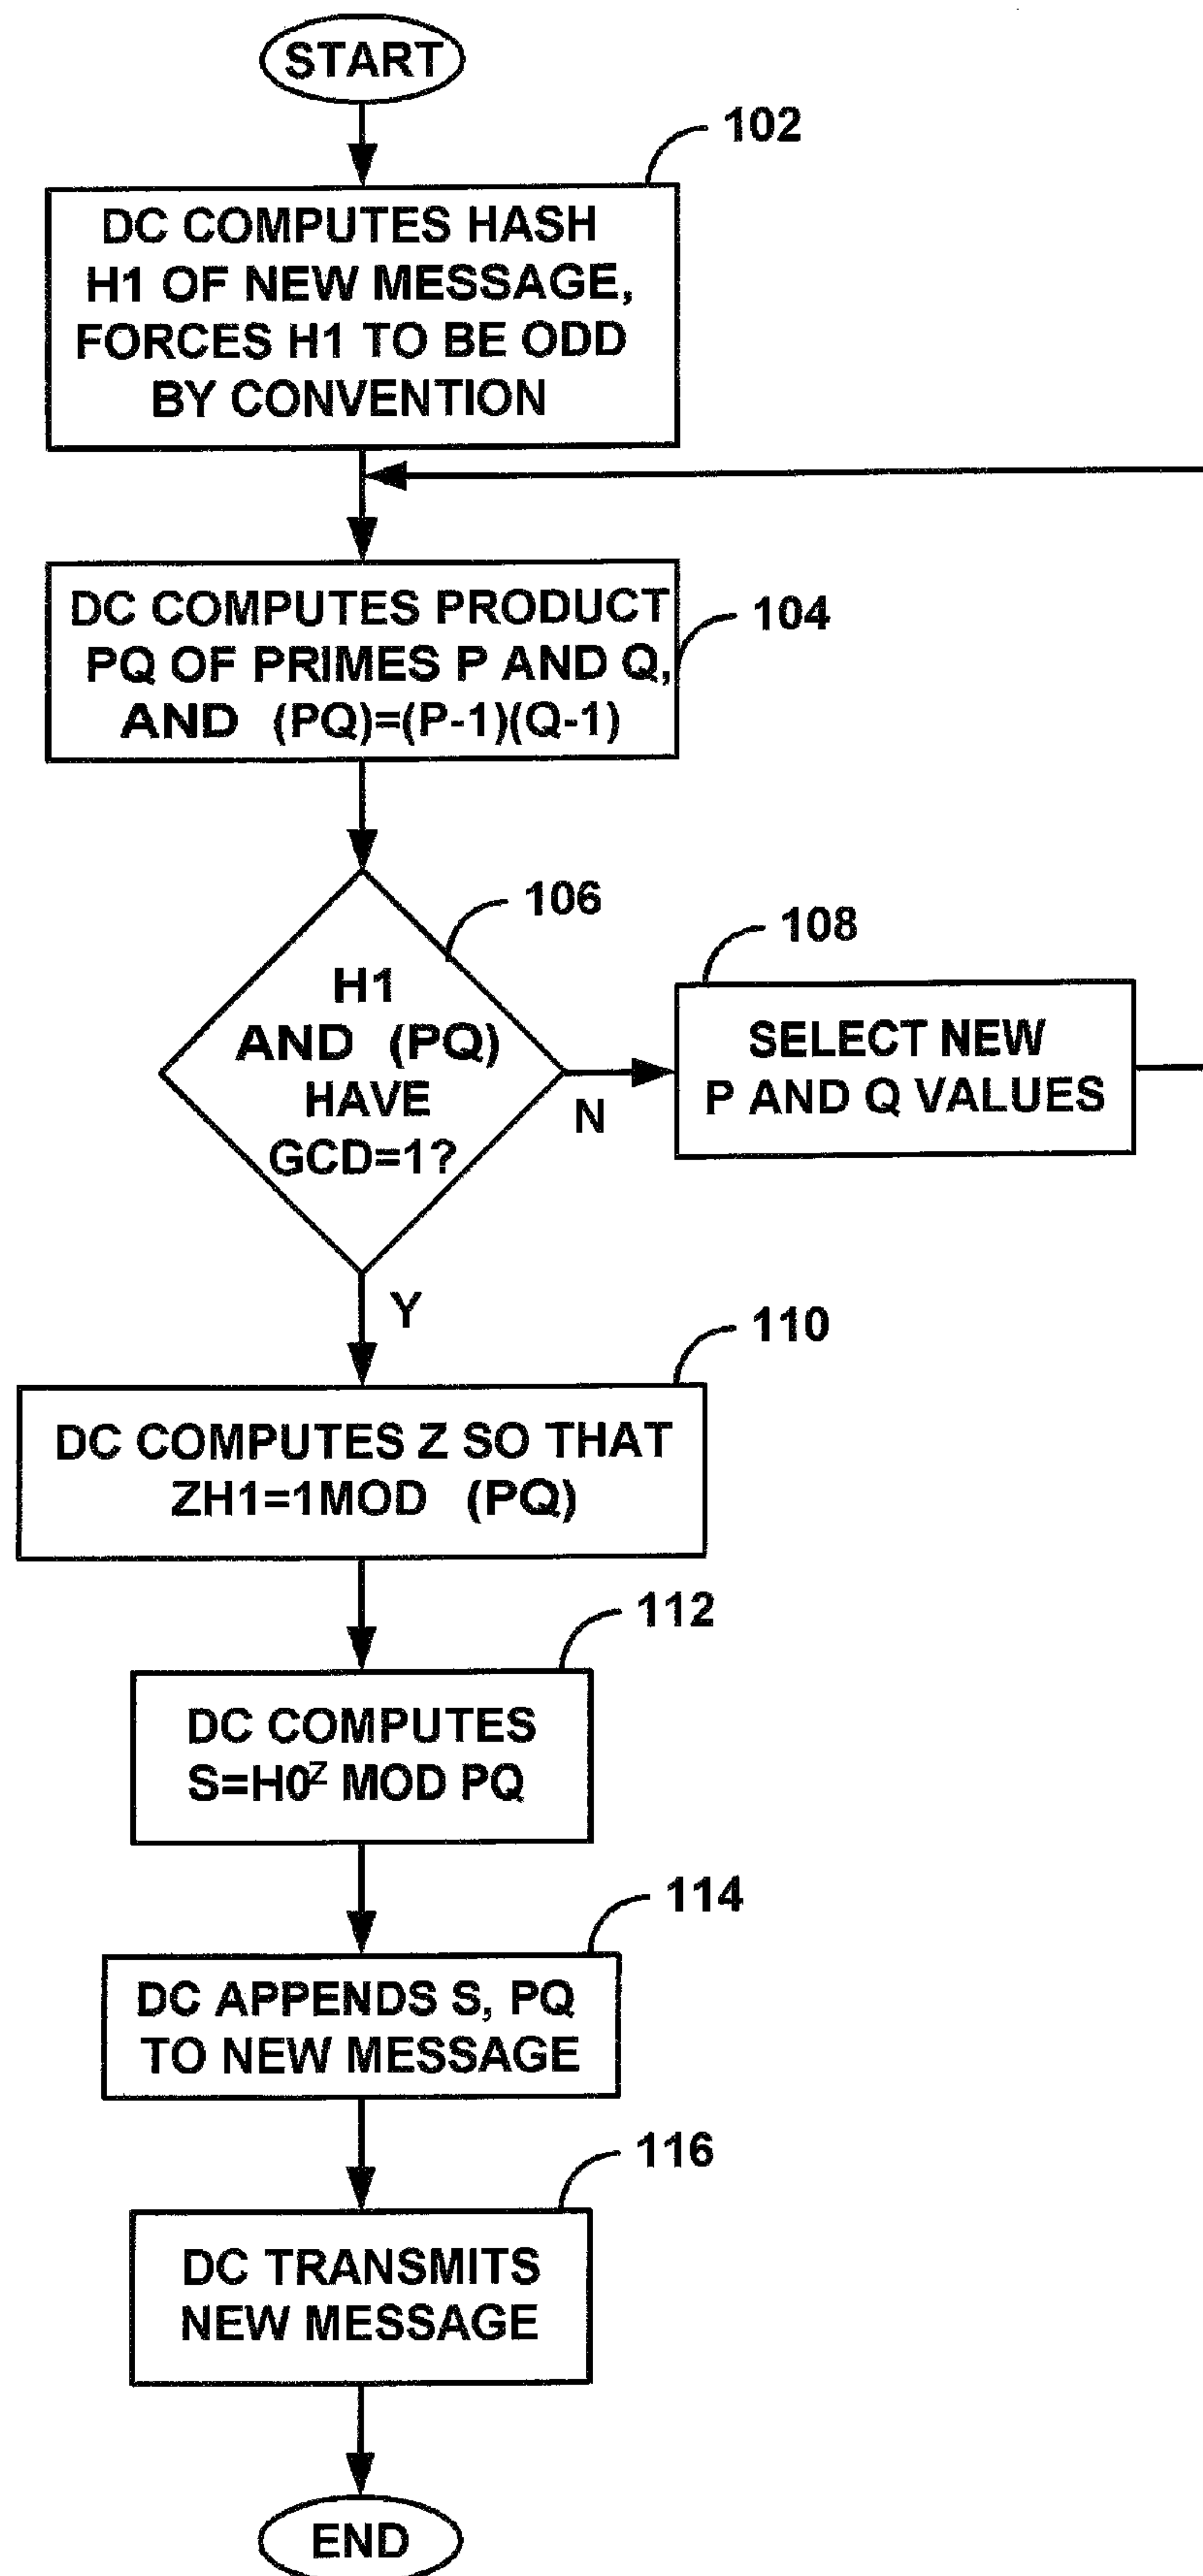 START
102
DC COMPUTES HASH
H1 OF NEW MESSAGE,
FORCES H1 TO BE ODD
BY CONVENTION
DC COMPUTES PRODUCT
PQ OF PRIMES P AND Q,
AND (PQ)=(P-1)(Q-1)
104
106
H1
AND (PQ)
HAVE
GCD=1?
N
108
SELECT NEW
P AND Q VALUES
Y
110
DC COMPUTES Z SO THAT
ZH1=1MOD (PQ)
112
DC COMPUTES
S=H0^Z MOD PQ
114
DC APPENDS S, PQ
TO NEW MESSAGE
116
DC TRANSMITS
NEW MESSAGE
END